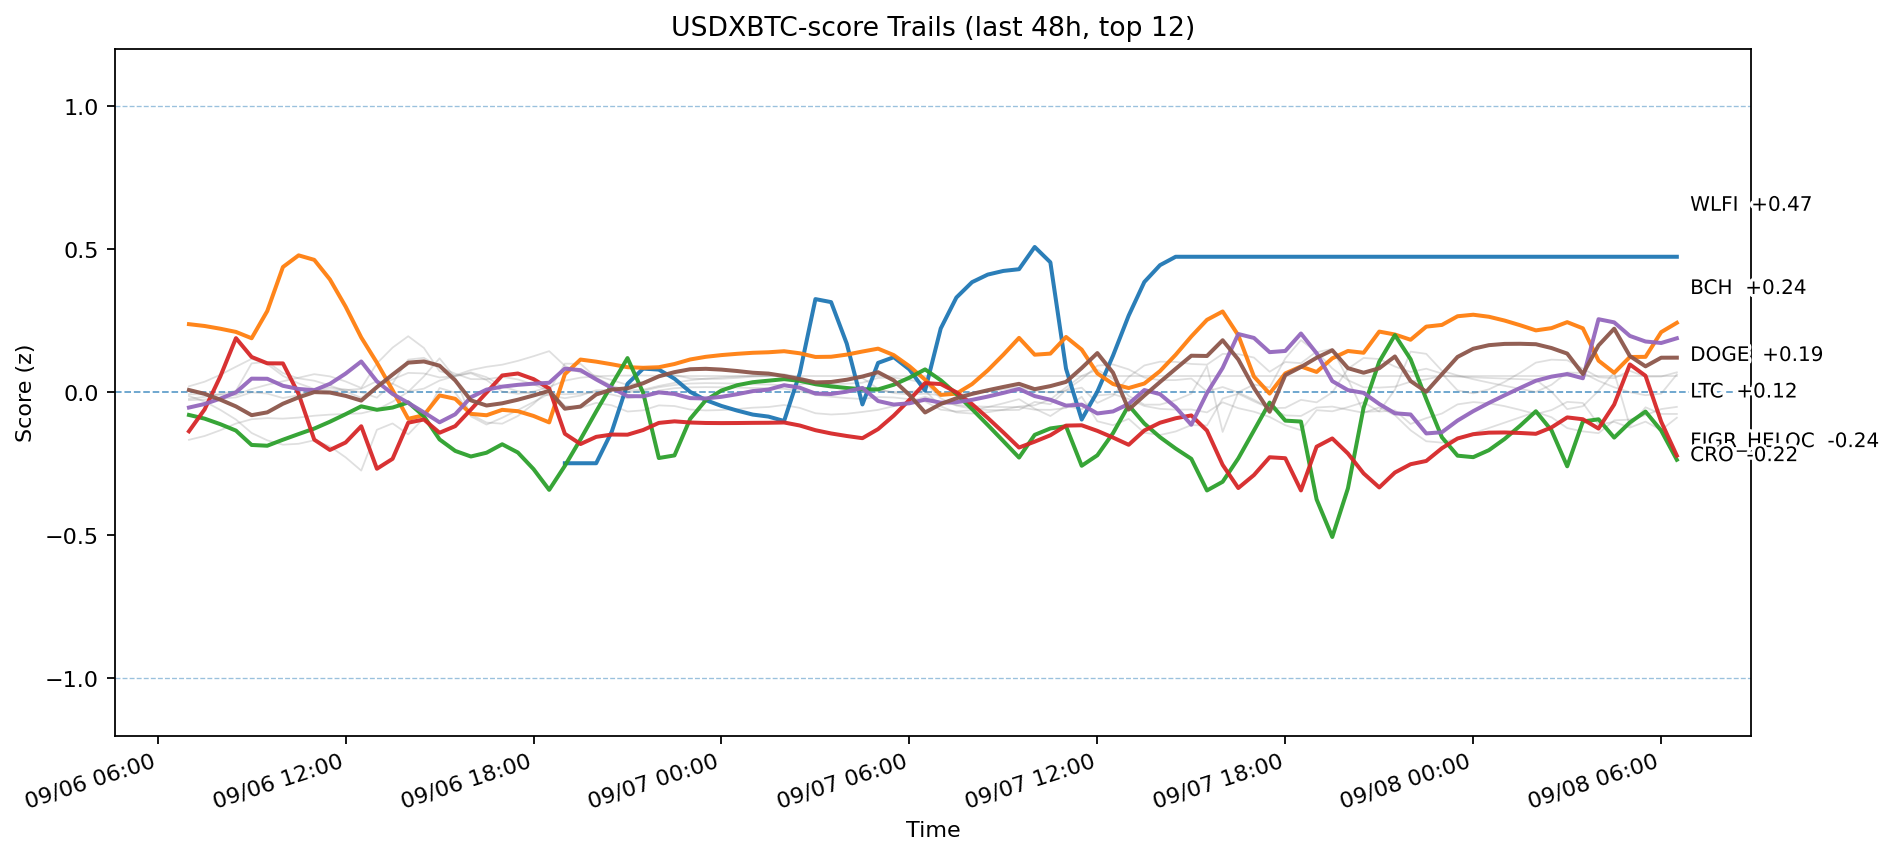 USDXBTC-score Trails (last 48h, top 12)
Score (z)
1.0
0.5
0.0
−0.5
−1.0
WLFI +0.47
BCH +0.24
DOGE +0.19
LTC +0.12
FIGR_HELOC -0.24
CRO -0.22
09/06 06:00
09/06 12:00
09/06 18:00
09/07 00:00
09/07 06:00
09/07 12:00
09/07 18:00
09/08 00:00
09/08 06:00
Time